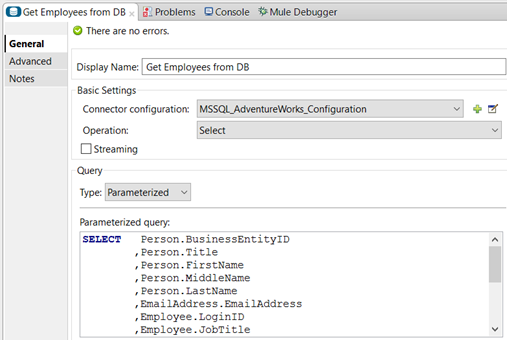 Get Employees from DB Problems Console Mule Debugger
General
Advanced
Notes
There are no errors.
Display Name: Get Employees from DB
Basic Settings
Connector configuration: MSSQL_AdventureWorks_Configuration
Operation: Select
Streaming
Query
Type: Parameterized
Parameterized query:
SELECT Person.BusinessEntityID
,Person.Title
,Person.FirstName
,Person.MiddleName
,Person.LastName
,EmailAddress.EmailAddress
,Employee.LoginID
,Employee.JobTitle